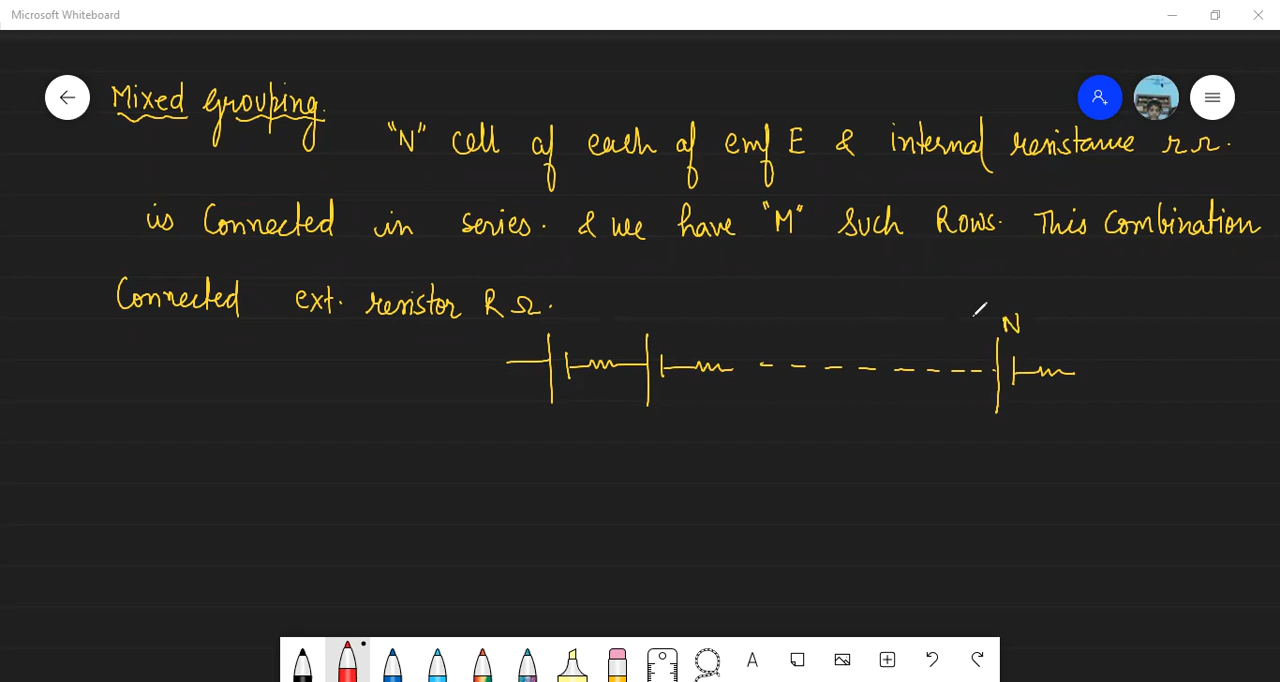 Microsoft Whiteboard
Mixed grouping.
"N" cell of each of emf E & internal resistance r Ω.
is Connected in series. & we have "M" such Rows. This Combination
Connected ext. resistor R Ω.
N